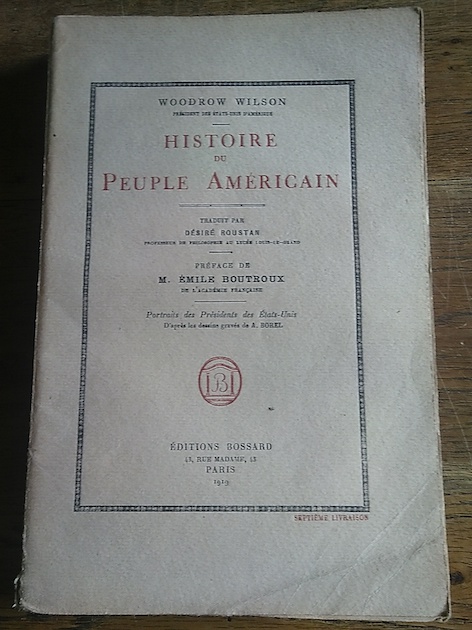 WOODROW WILSON
PRÉSIDENT DES ÉTATS-UNIS D'AMÉRIQUE
HISTOIRE
DU
PEUPLE AMÉRICAIN
TRADUIT PAR
DÉSIRÉ ROUSTAN
PROFESSEUR DE PHILOSOPHIE AU LYCÉE LOUIS-LE-GRAND
PRÉFACE DE
M. ÉMILE BOUTROUX
DE L'ACADÉMIE FRANÇAISE
Portraits des Présidents des États-Unis
D'après les dessins gravés de A. BOREL
B
ÉDITIONS BOSSARD
43, RUE MADAME, 43
PARIS
1919
SEPTIÈME LIVRAISON